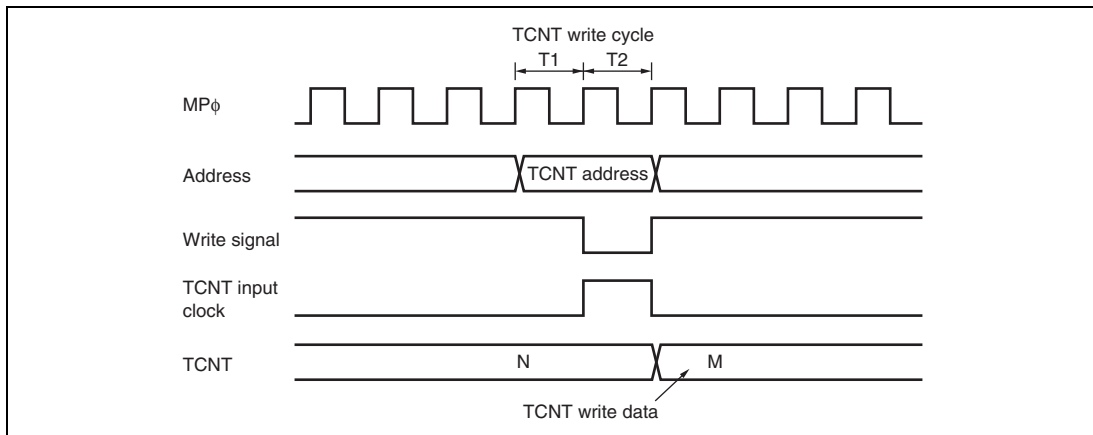 TCNT write cycle
T1 T2
MPϕ
Address
TCNT address
Write signal
TCNT input
clock
TCNT
N
M
TCNT write data